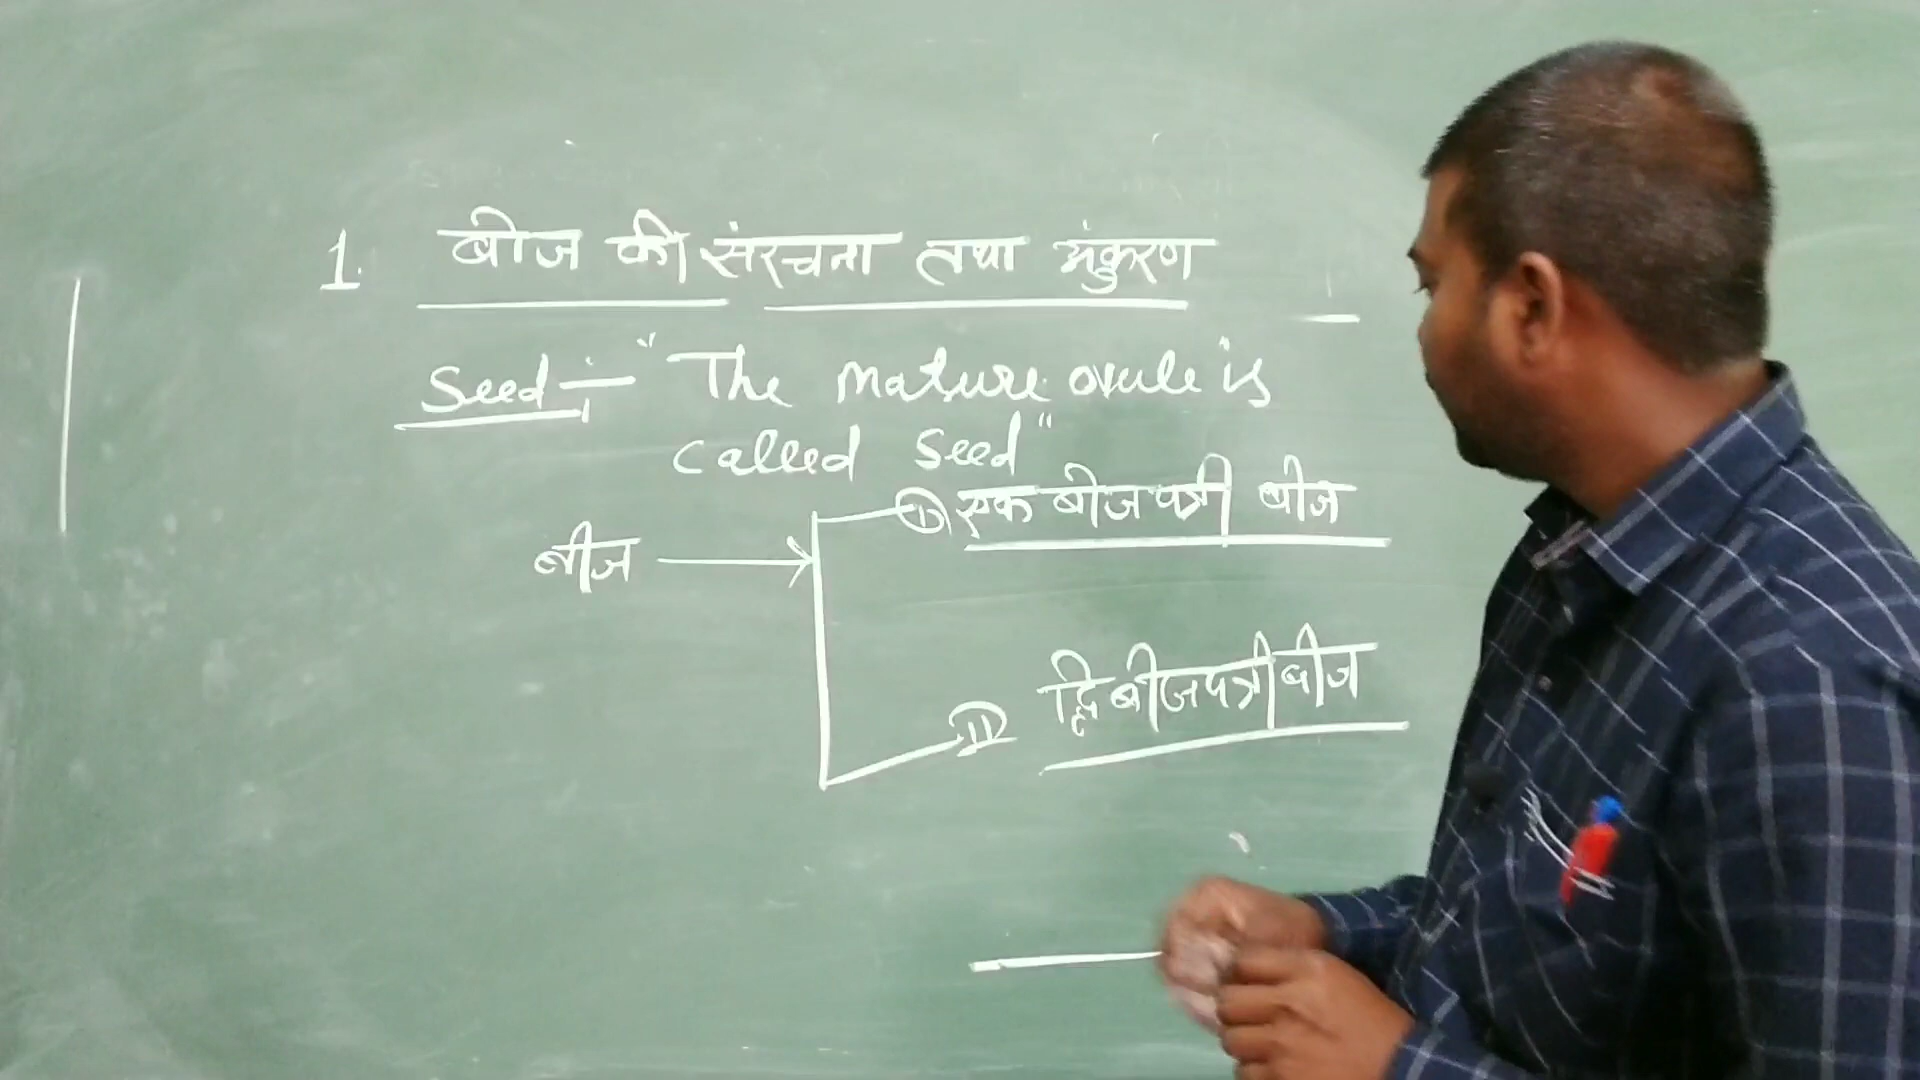 1. बीज की संरचना तथा अंकुरण
Seed :- "The mature ovule is
called seed"
बीज → (I) एक बीजपत्री बीज
(II) द्विबीजपत्री बीज